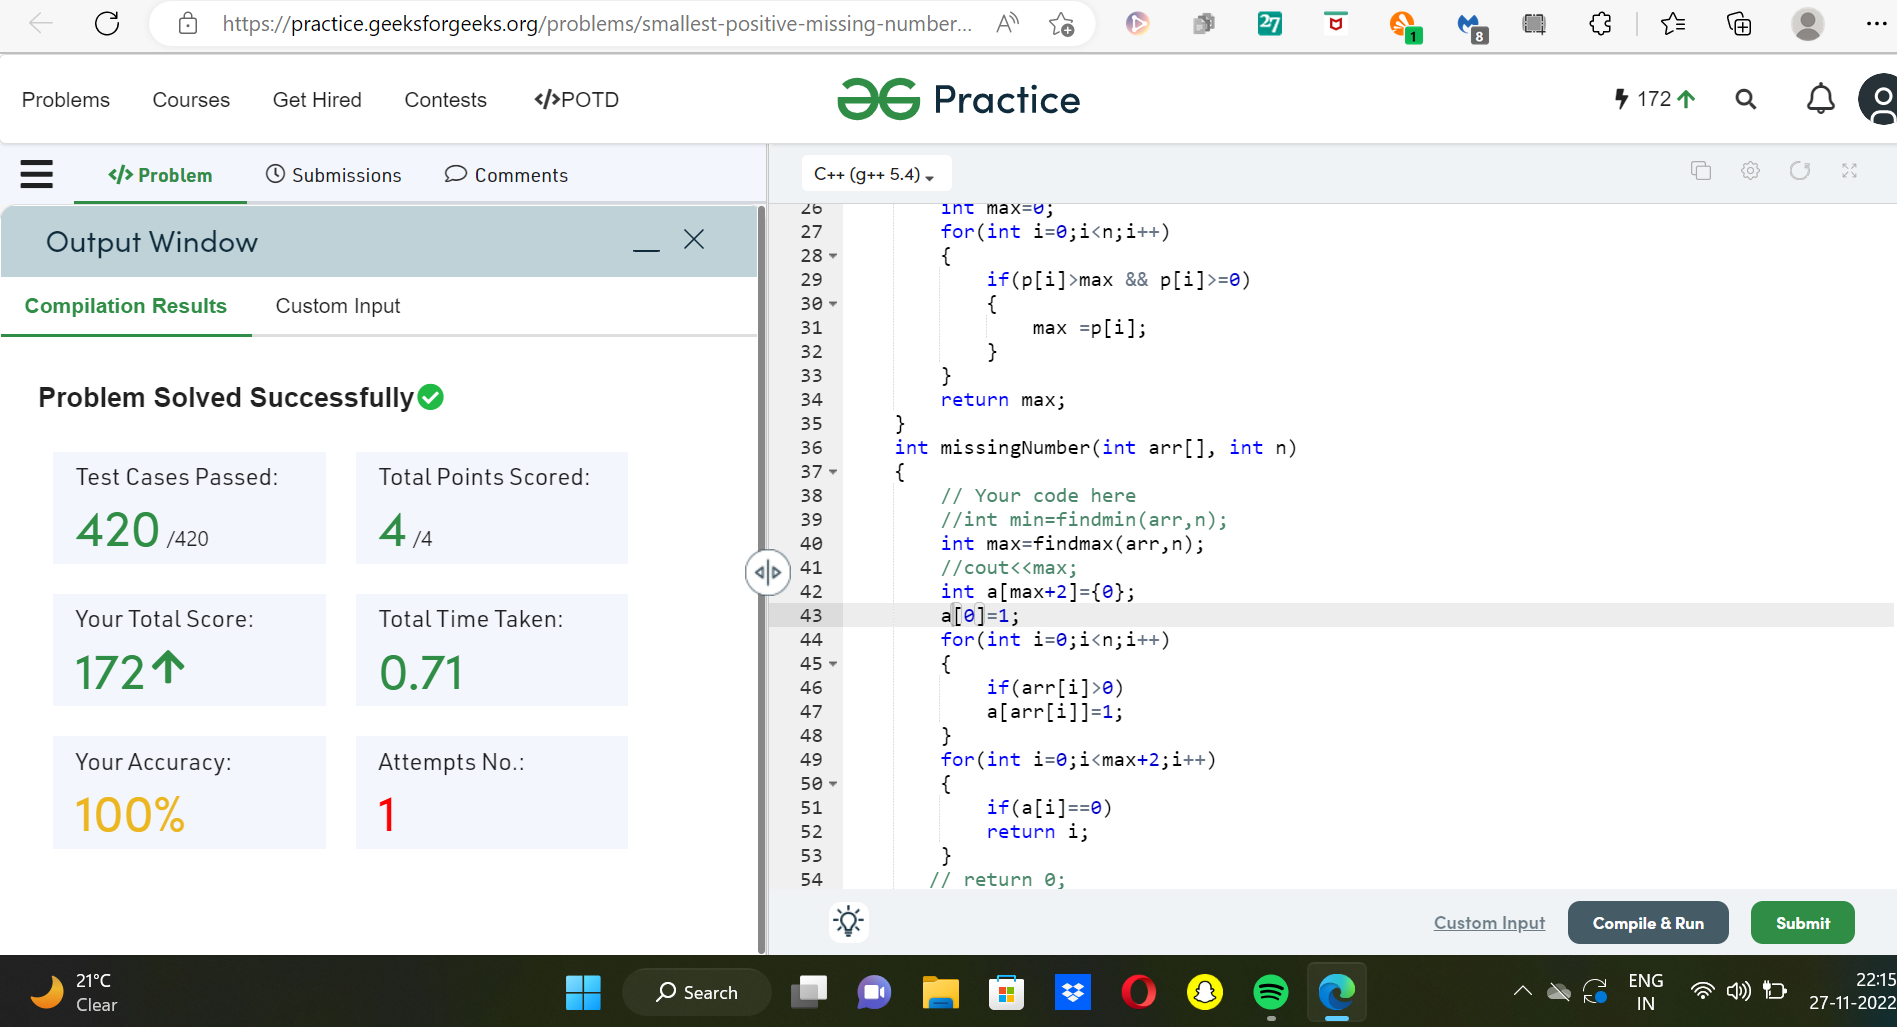 https://practice.geeksforgeeks.org/problems/smallest-positive-missing-number...
A
27
1
8
Problems Courses Get Hired Contests </>POTD
Practice
172
</> Problem Submissions Comments
C++ (g++ 5.4)
Output Window
Compilation Results Custom Input
Problem Solved Successfully
Test Cases Passed:
420 /420
Total Points Scored:
4 /4
Your Total Score:
172
Total Time Taken:
0.71
Your Accuracy:
100%
Attempts No.:
1
26 int max=0;
27 for(int i=0;i<n;i++)
28 {
29 if(p[i]>max && p[i]>=0)
30 {
31 max =p[i];
32 }
33 }
34 return max;
35 }
36 int missingNumber(int arr[], int n)
37 {
38 // Your code here
39 //int min=findmin(arr,n);
40 int max=findmax(arr,n);
41 //cout<<max;
42 int a[max+2]={0};
43 a[0]=1;
44 for(int i=0;i<n;i++)
45 {
46 if(arr[i]>0)
47 a[arr[i]]=1;
48 }
49 for(int i=0;i<max+2;i++)
50 {
51 if(a[i]==0)
52 return i;
53 }
54 // return 0;
Custom Input Compile & Run Submit
21°C
Clear
Search
ENG
IN
22:15
27-11-2022